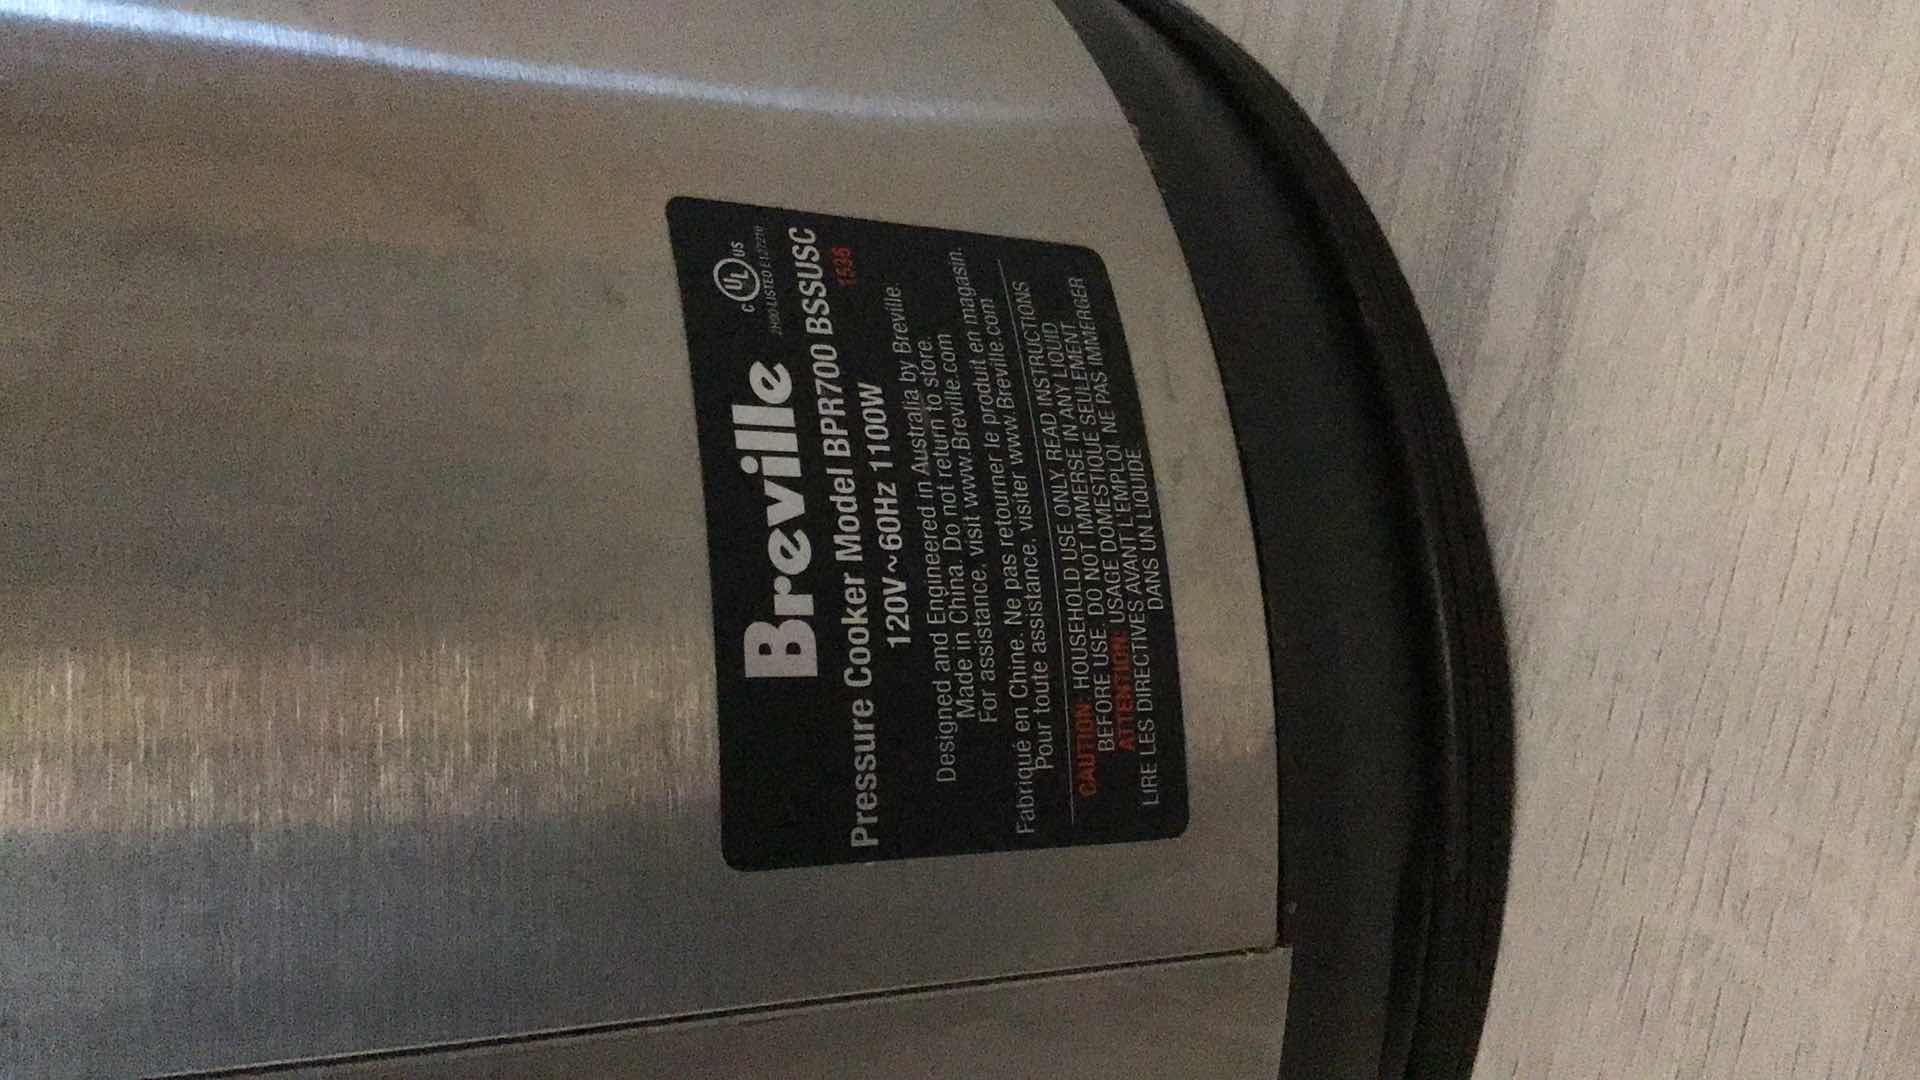 Breville
C UL US
LISTED
Pressure Cooker Model BPR700 BSSUSC
120V~60Hz 1100W
1535
Designed and Engineered in Australia by Breville.
Made in China. Do not return to store.
For assistance, visit www.Breville.com
Fabriqué en Chine. Ne pas retourner le produit en magasin.
Pour toute assistance, visiter www.Breville.com
CAUTION: HOUSEHOLD USE ONLY READ INSTRUCTIONS
BEFORE USE. DO NOT IMMERSE IN ANY LIQUID
ATTENTION: USAGE DOMESTIQUE SEULEMENT
LIRE LES DIRECTIVES AVANT L'EMPLOI. NE PAS IMMERGER
DANS UN LIQUIDE